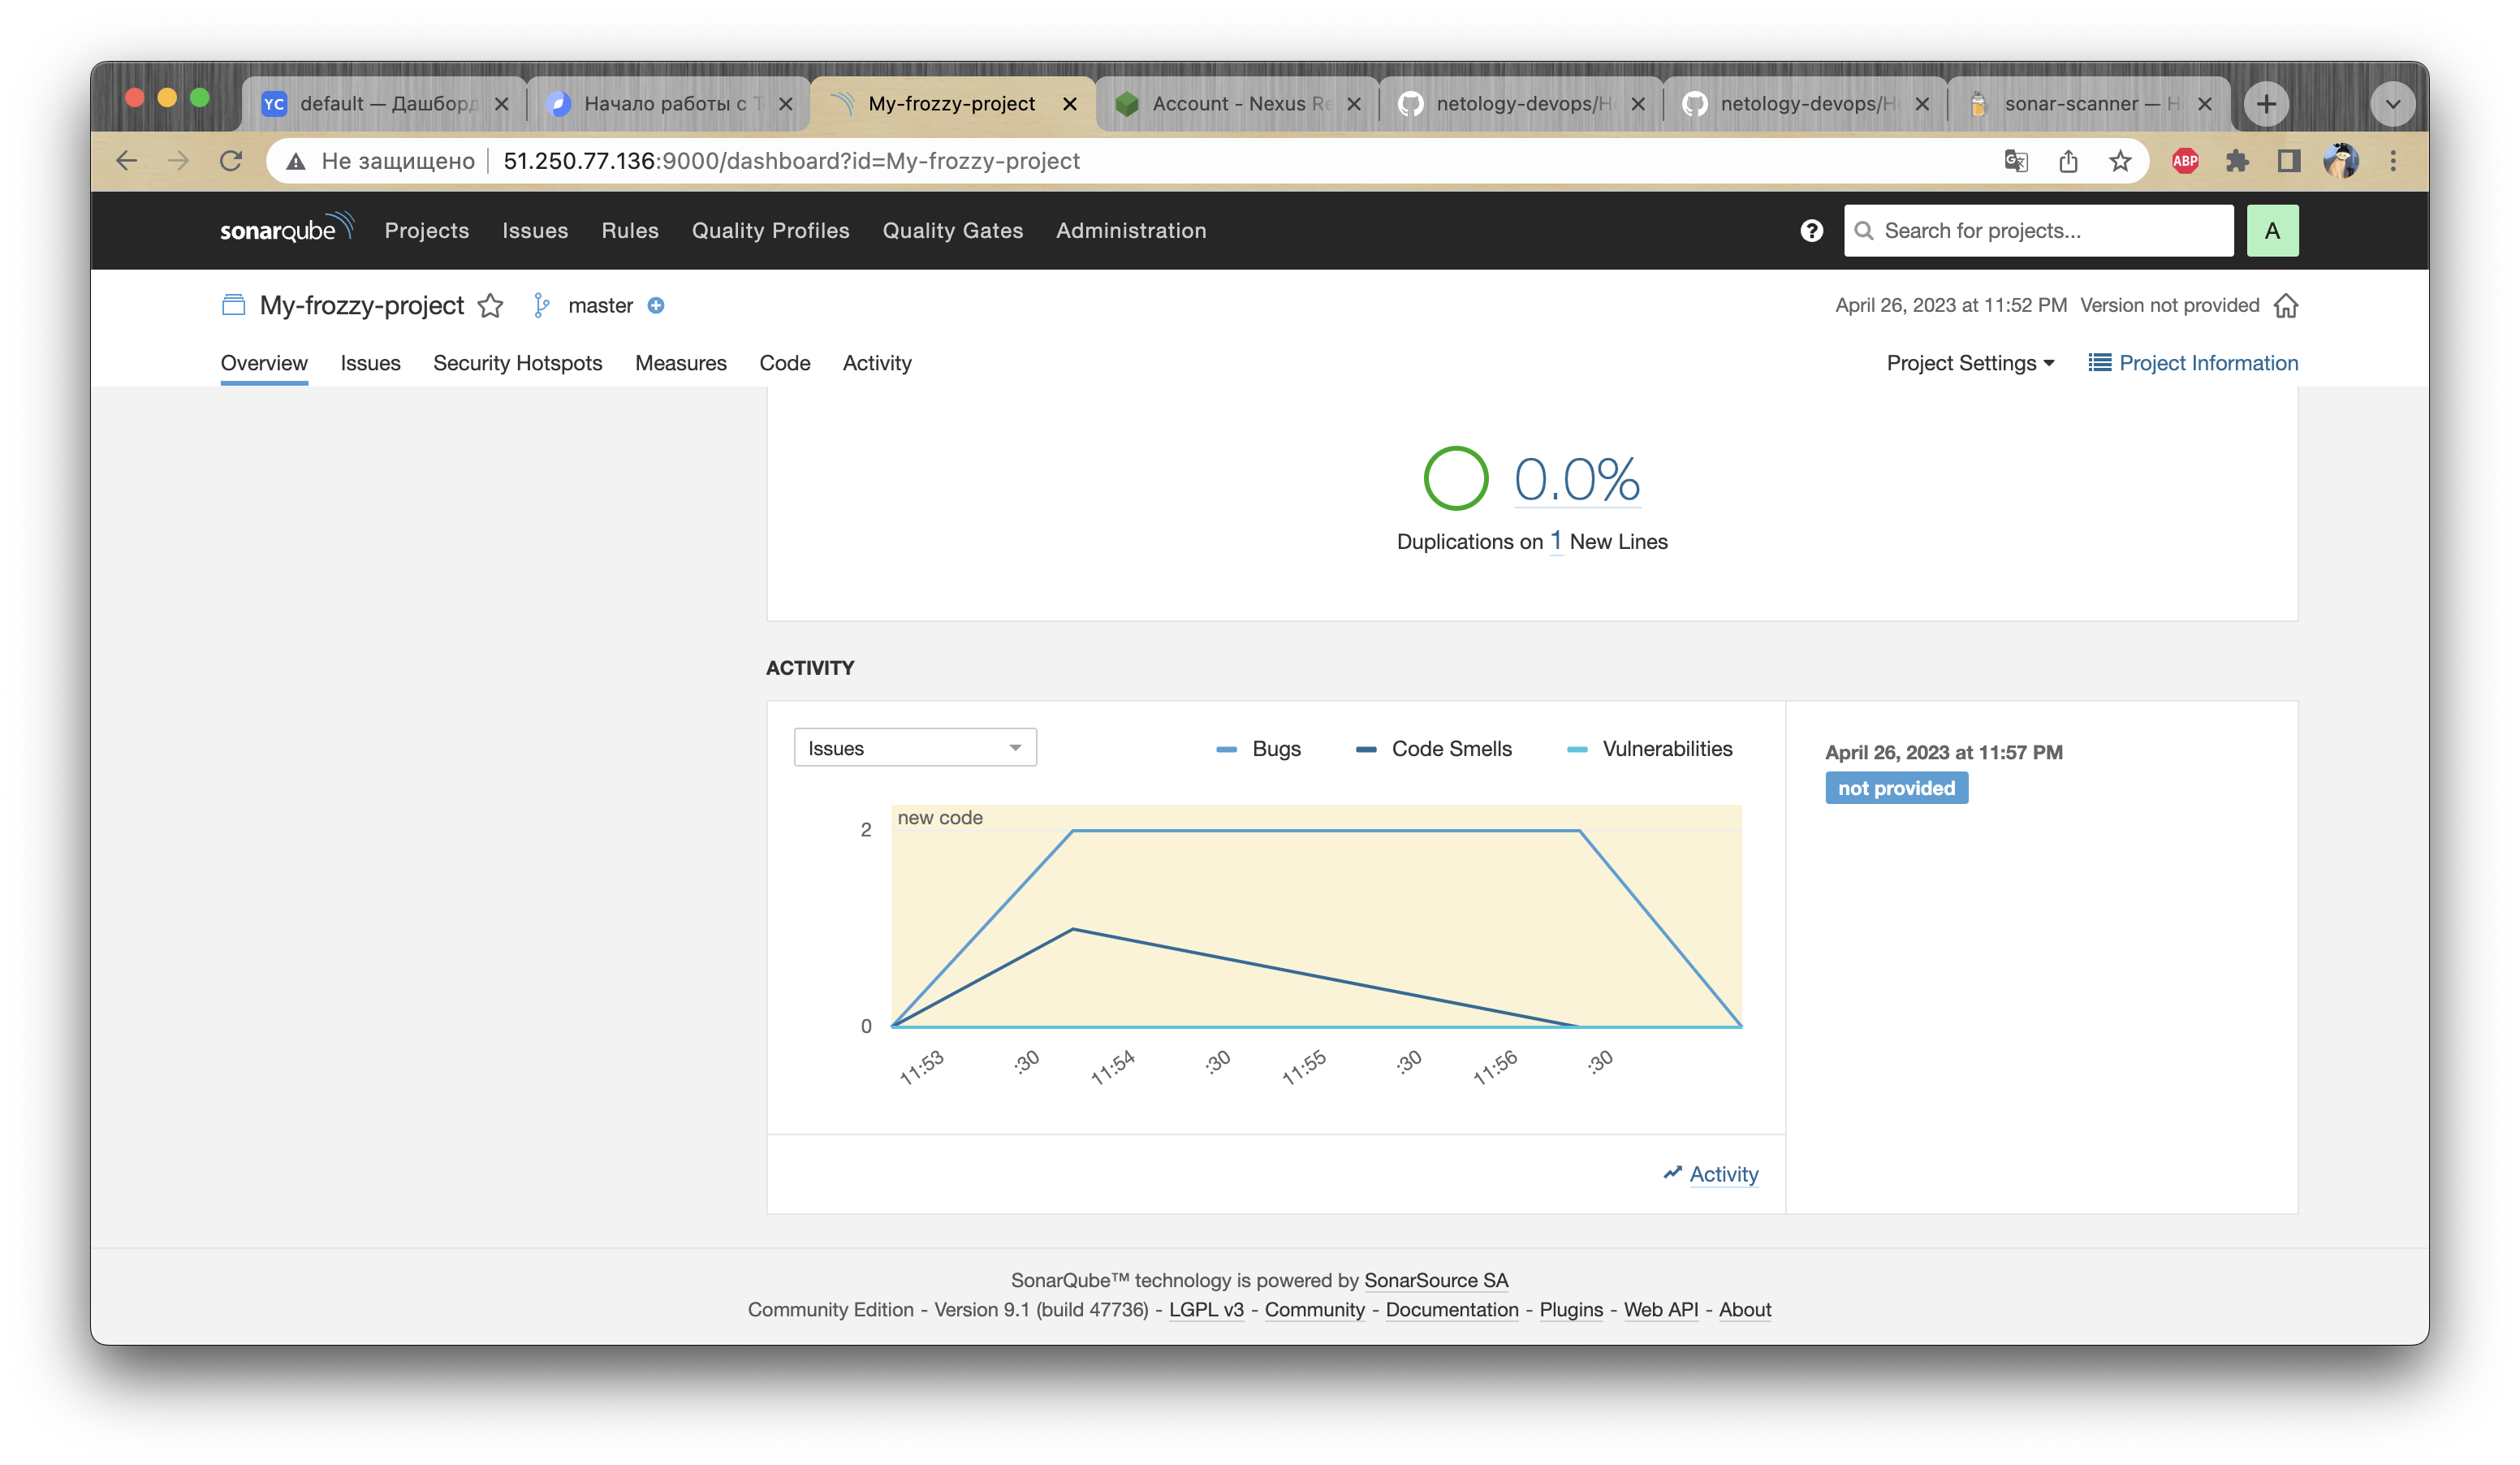 YC default — Дашборд
Начало работы с T
My-frozzy-project
Account - Nexus Re
netology-devops/Ho
netology-devops/Ho
sonar-scanner — H
Не защищено 51.250.77.136:9000/dashboard?id=My-frozzy-project
ABP
sonarqube Projects Issues Rules Quality Profiles Quality Gates Administration
? Search for projects... A
My-frozzy-project master
April 26, 2023 at 11:52 PM Version not provided
Overview Issues Security Hotspots Measures Code Activity
Project Settings Project Information
0.0%
Duplications on 1 New Lines
ACTIVITY
Issues
Bugs Code Smells Vulnerabilities
April 26, 2023 at 11:57 PM
not provided
new code
2
0
11:53 :30 11:54 :30 11:55 :30 11:56 :30
Activity
SonarQube™ technology is powered by SonarSource SA
Community Edition - Version 9.1 (build 47736) - LGPL v3 - Community - Documentation - Plugins - Web API - About